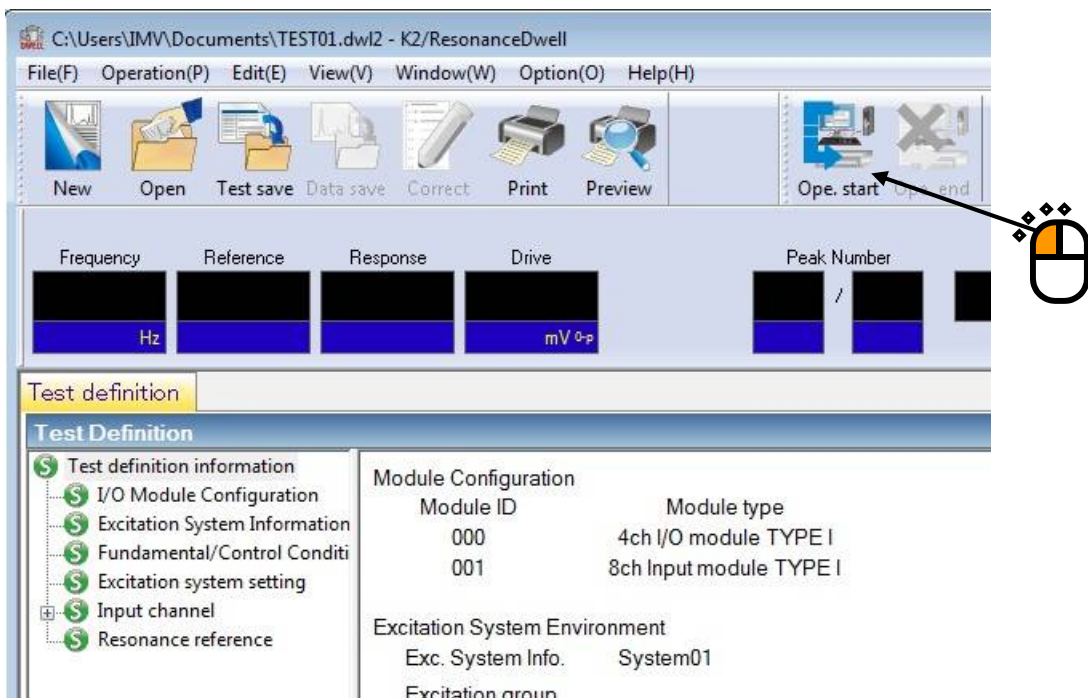 C:\Users\IMV\Documents\TEST01.dwl2 - K2/ResonanceDwell
File(F) Operation(P) Edit(E) View(V) Window(W) Option(O) Help(H)
New Open Test save Data save Correct Print Preview Ope. start Ope. end
Frequency Reference Response Drive Peak Number
/
Hz mV 0-p
Test definition
Test Definition
Test definition information
I/O Module Configuration
Excitation System Information
Fundamental/Control Conditi
Excitation system setting
Input channel
Resonance reference
Module Configuration
Module ID Module type
000 4ch I/O module TYPE I
001 8ch Input module TYPE I
Excitation System Environment
Exc. System Info. System01
Excitation group